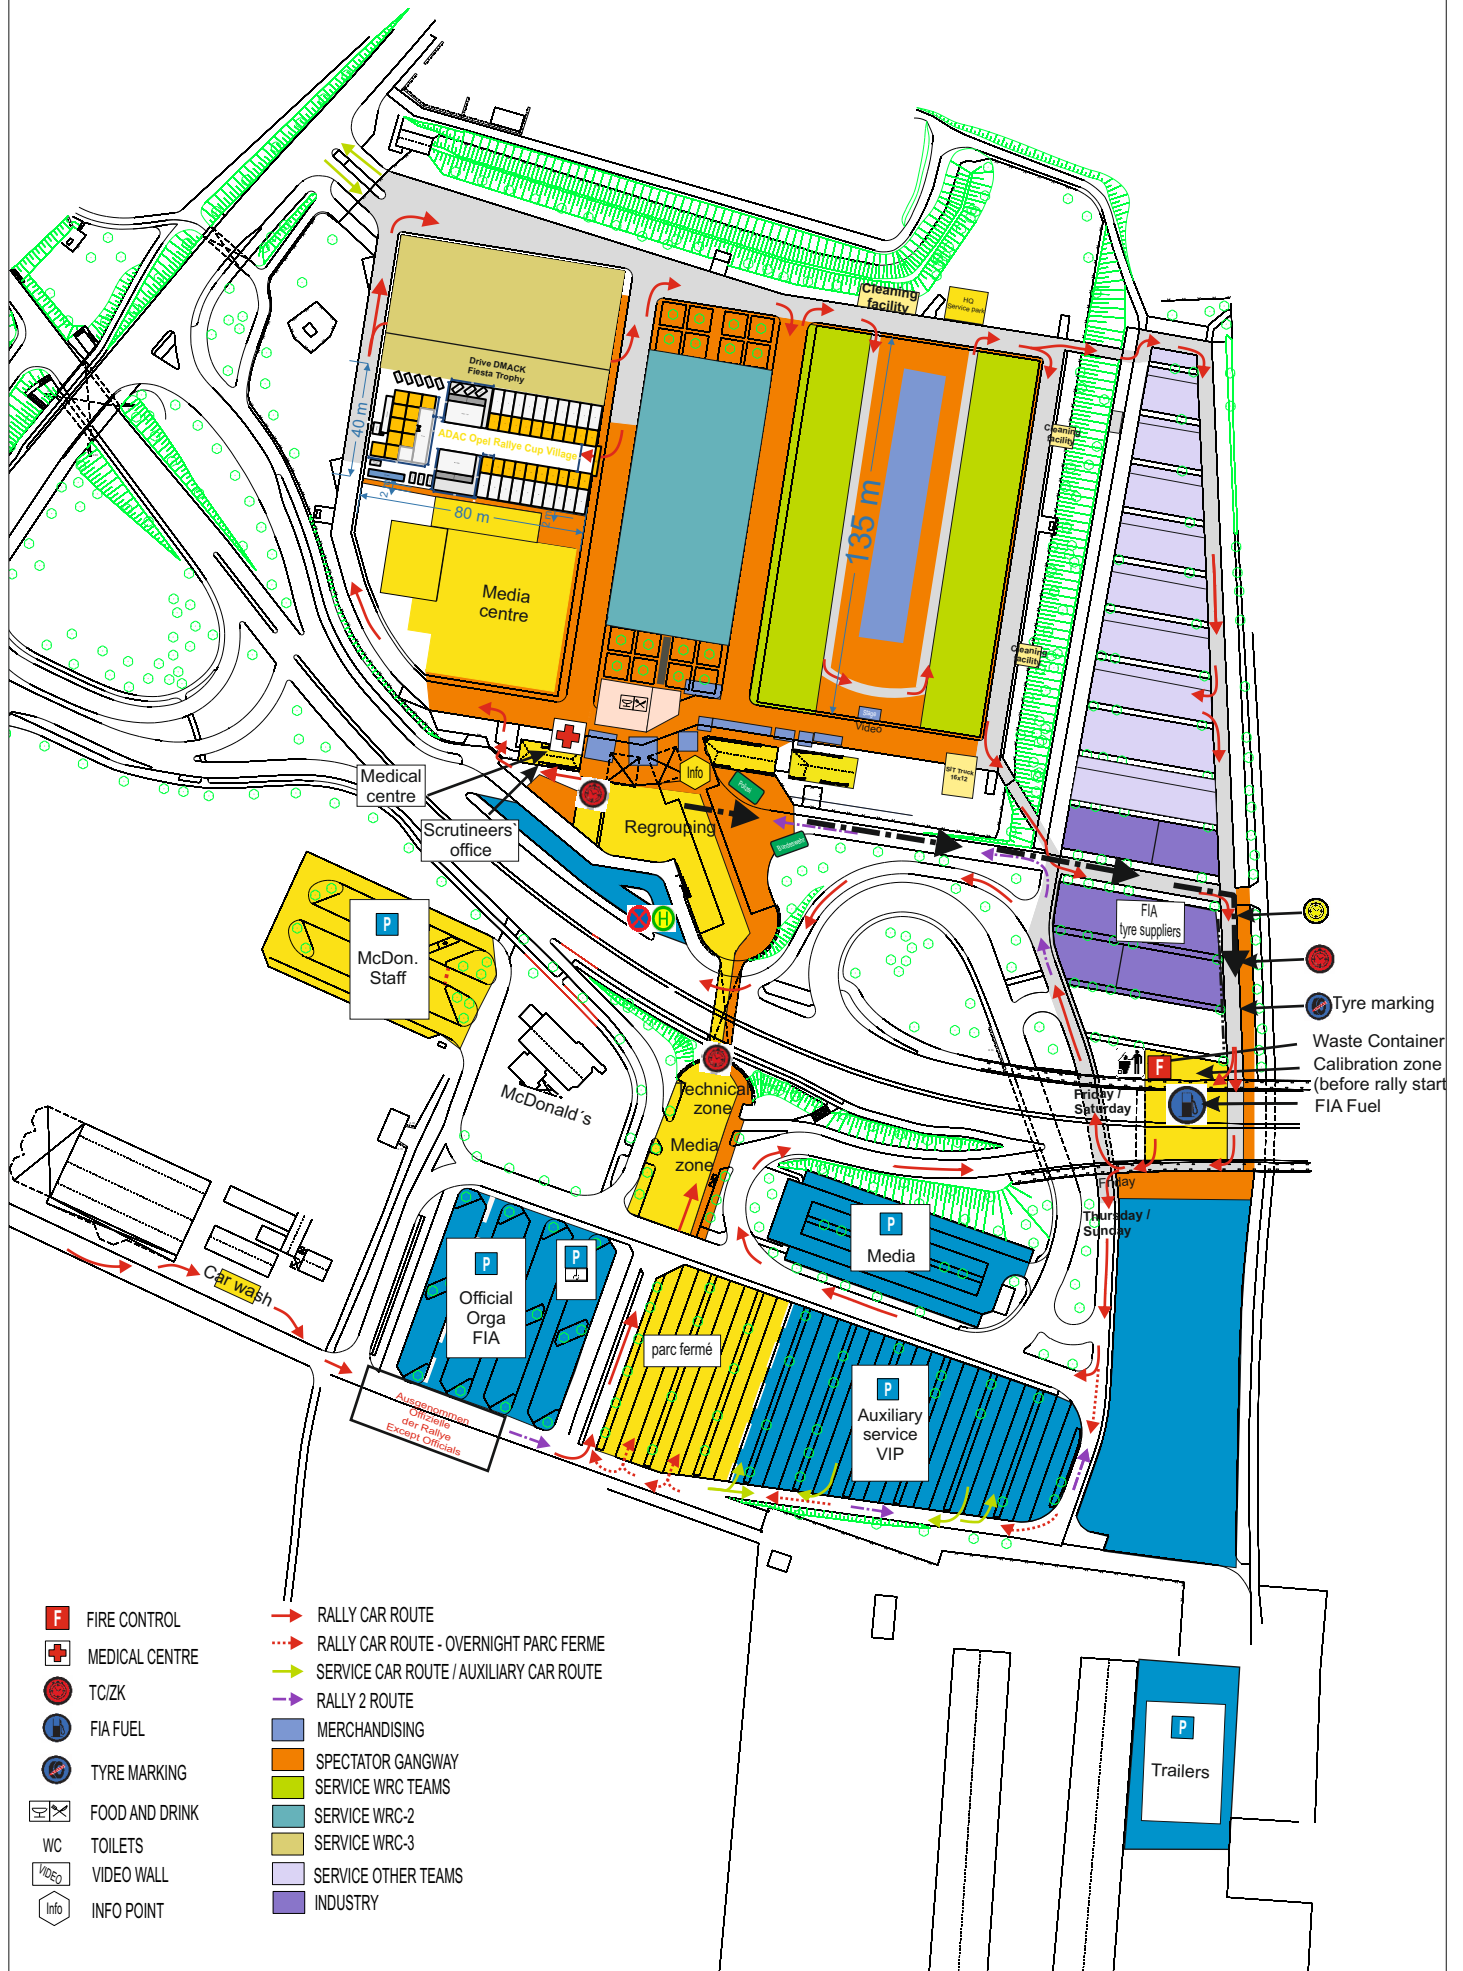 Cleaning
facility
HQ
Service park
Drive DMACK
Fiesta Trophy
40 m
ADAC Opel Rallye Cup Village
80 m
135 m
Cleaning
facility
Cleaning
facility
Media
centre
Video
SIT Truck
16x12
Info
Medical
centre
Scrutineers`
office
Regrouping
H
P
McDon.
Staff
FIA
tyre suppliers
Tyre marking
Waste Container
Calibration zone
(before rally start
FIA Fuel
F
McDonald´s
Technical
zone
Media
zone
Friday /
Saturday
Friday
Thursday /
Sunday
P
Media
Car wash
P
Official
Orga
FIA
P
parc fermé
P
Auxiliary
service
VIP
Ausgenommen
Offizielle
der Rallye
Except Officials
P
Trailers
F FIRE CONTROL
MEDICAL CENTRE
TC/ZK
FIA FUEL
TYRE MARKING
FOOD AND DRINK
WC TOILETS
VIDEO VIDEO WALL
Info INFO POINT
RALLY CAR ROUTE
RALLY CAR ROUTE - OVERNIGHT PARC FERME
SERVICE CAR ROUTE / AUXILIARY CAR ROUTE
RALLY 2 ROUTE
MERCHANDISING
SPECTATOR GANGWAY
SERVICE WRC TEAMS
SERVICE WRC-2
SERVICE WRC-3
SERVICE OTHER TEAMS
INDUSTRY